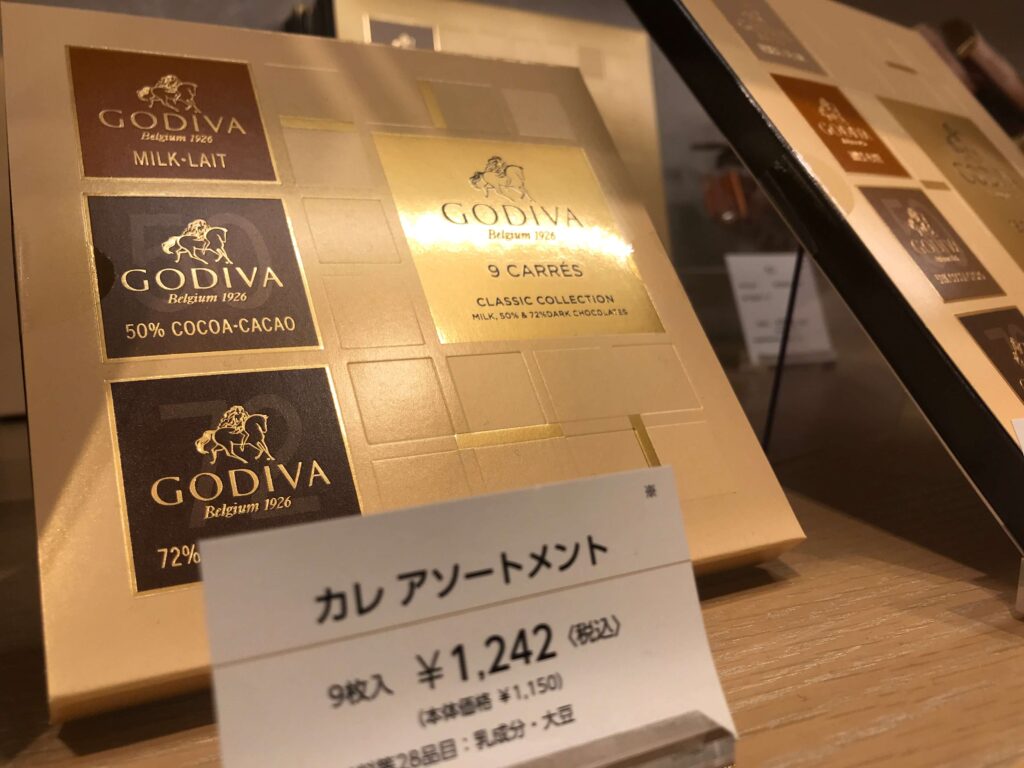 GODIVA
Belgium 1926
MILK·LAIT
GODIVA
Belgium 1926
50% COCOA-CACAO
GODIVA
Belgium 1926
72%
GODIVA
Belgium 1926
9 CARRÉS
CLASSIC COLLECTION
MILK, 50% & 72% DARK CHOCOLATES
※
カレ アソートメント
9枚入 ¥1,242〈税込〉
(本体価格 ¥1,150)
28品目:乳成分・大豆
GODIVA
GODIVA